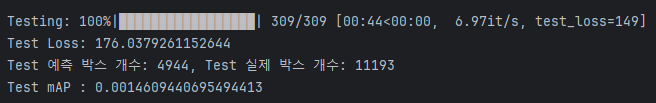 Testing: 100%|██████████| 309/309 [00:44<00:00,  6.97it/s, test_loss=149]
Test Loss: 176.0379261152644
Test 예측 박스 개수: 4944, Test 실제 박스 개수: 11193
Test mAP : 0.0014609440695494413